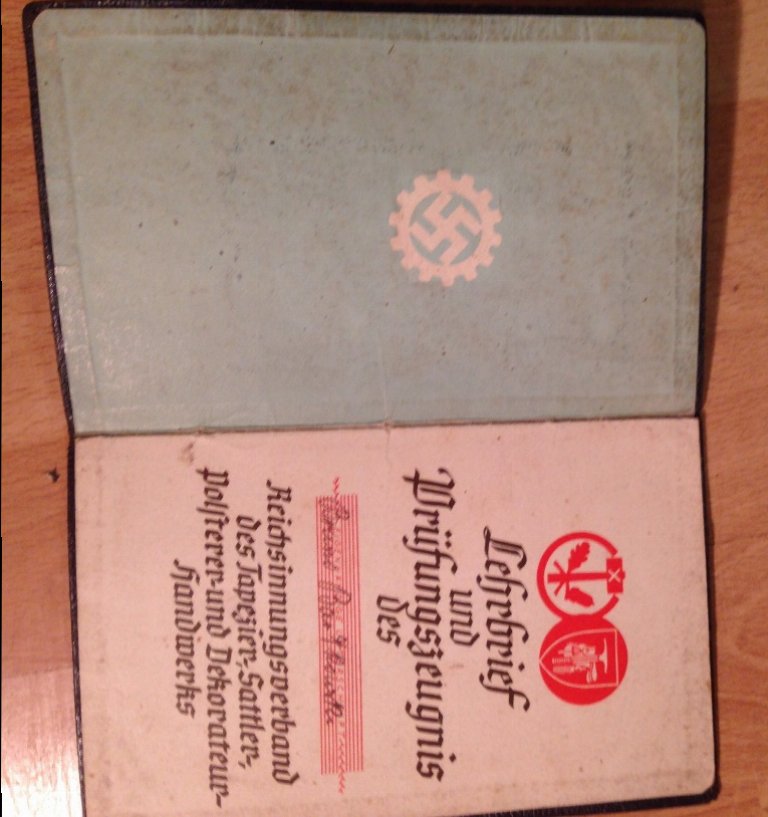 Lehrbrief
und
Prüfungszeugnis
des
Reichsinnungsverband
des Tapezier-, Sattler-,
Polsterer- und Dekorateur-
Handwerks